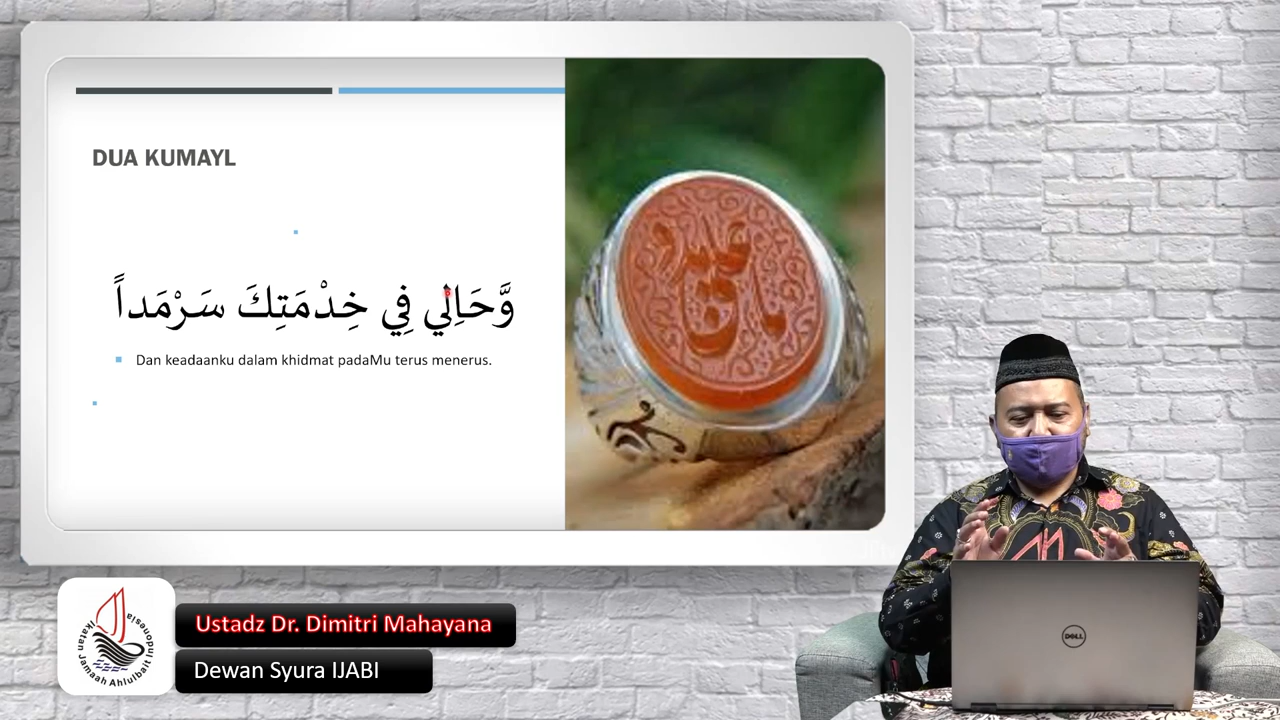 DUA KUMAYL
وَّحَالِي فِي خِدْمَتِكَ سَرْمَداً
Dan keadaanku dalam khidmat padaMu terus menerus.
Ustadz Dr. Dimitri Mahayana
Dewan Syura IJABI
Ikatan Jamaah Ahlulbait Indonesia
DELL